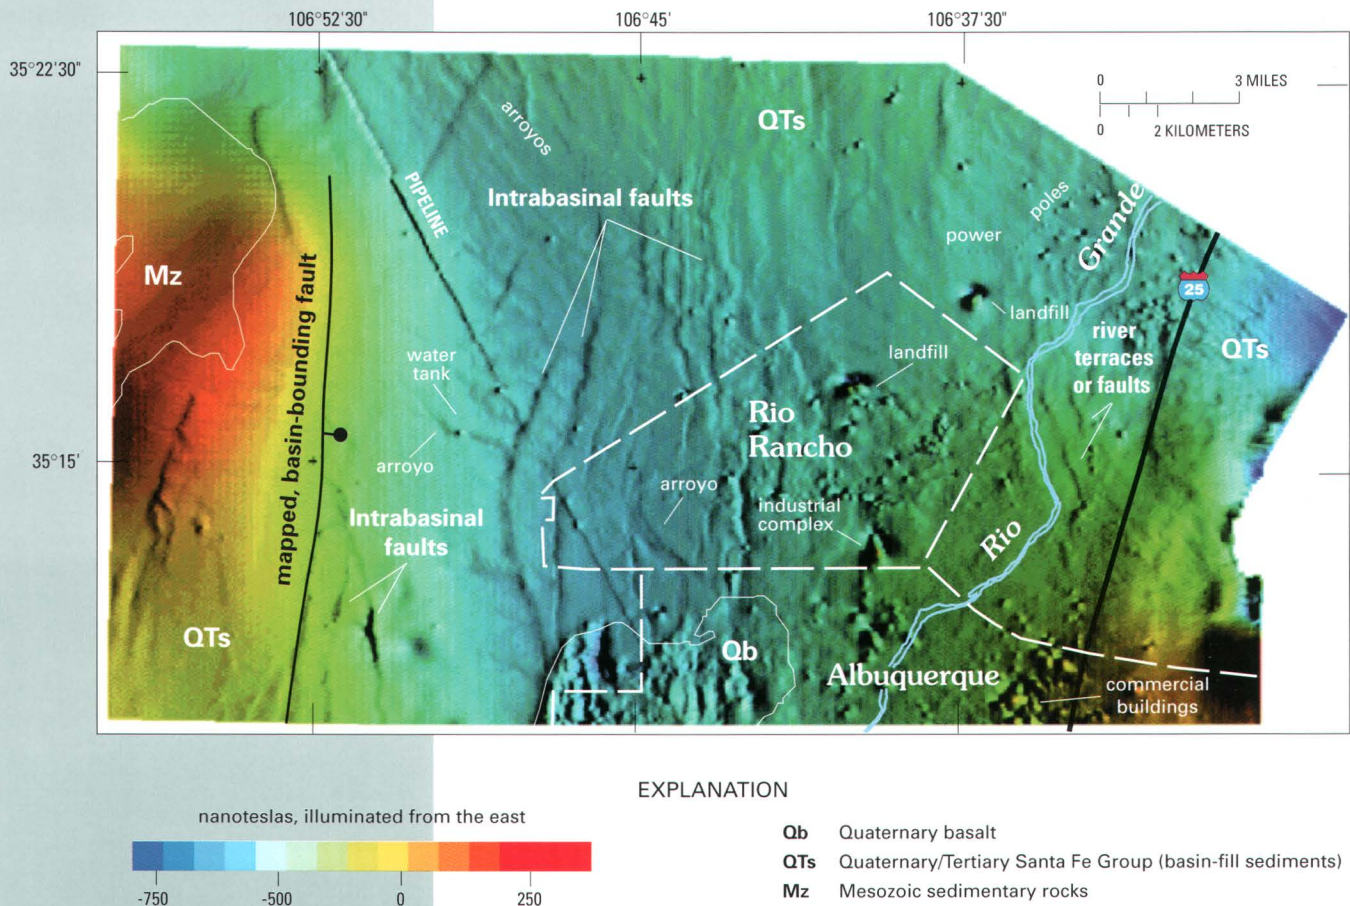 106°52'30"
106°45'
106°37'30"
35°22'30"
0 3 MILES
0 2 KILOMETERS
QTs
arroyos
PIPELINE
Intrabasinal faults
poles
Grande
power
Mz
mapped, basin-bounding fault
25
landfill
river
terraces
or faults
QTs
water
tank
landfill
Rio
Rancho
35°15'
arroyo
arroyo
industrial
complex
Intrabasinal
faults
Rio
QTs
Qb
Albuquerque
commercial
buildings
EXPLANATION
nanoteslas, illuminated from the east
-750 -500 0 250
Qb Quaternary basalt
QTs Quaternary/Tertiary Santa Fe Group (basin-fill sediments)
Mz Mesozoic sedimentary rocks